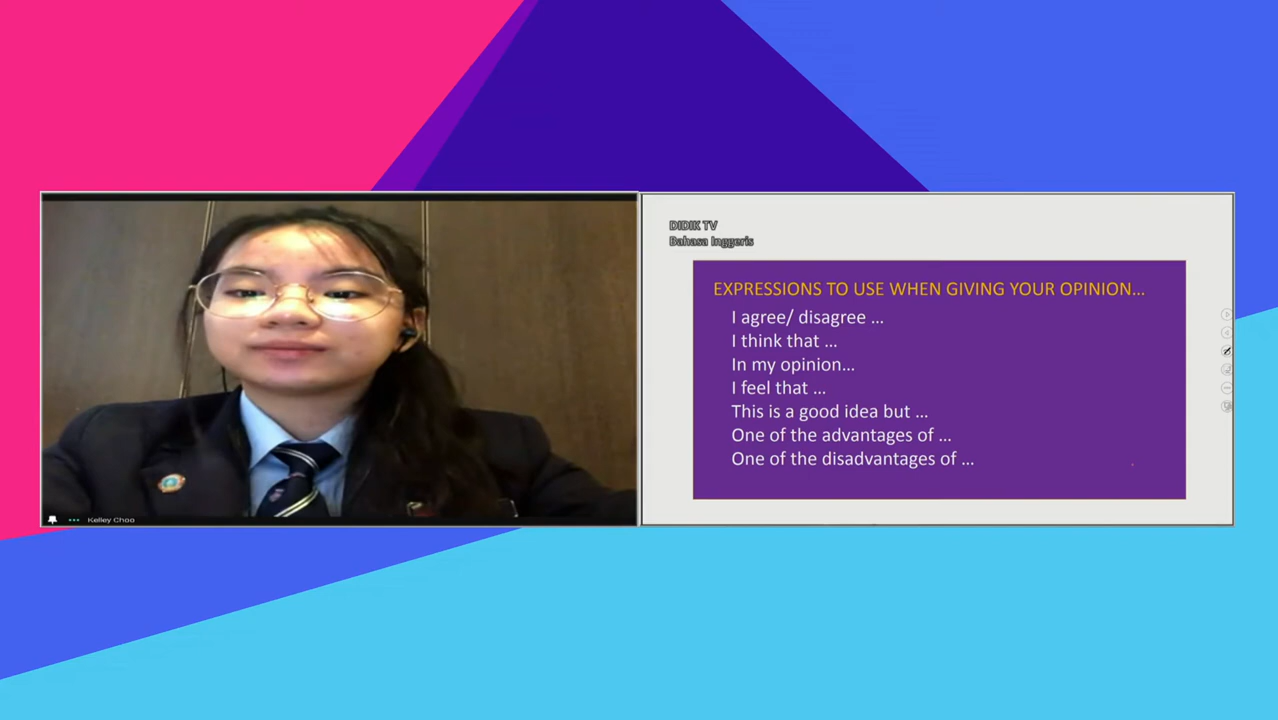 Kelley Choo
DIDIK TV
Bahasa Inggeris
EXPRESSIONS TO USE WHEN GIVING YOUR OPINION...
I agree/ disagree ...
I think that ...
In my opinion...
I feel that ...
This is a good idea but ...
One of the advantages of ...
One of the disadvantages of ...